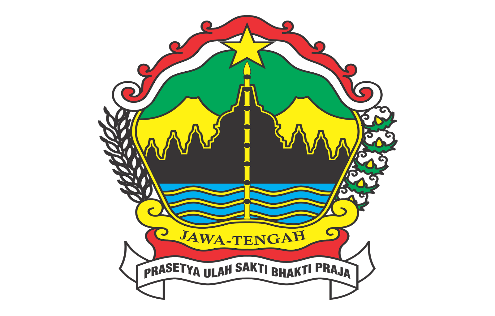 JAWA-TENGAH
PRASETYA ULAH SAKTI BHAKTI PRAJA